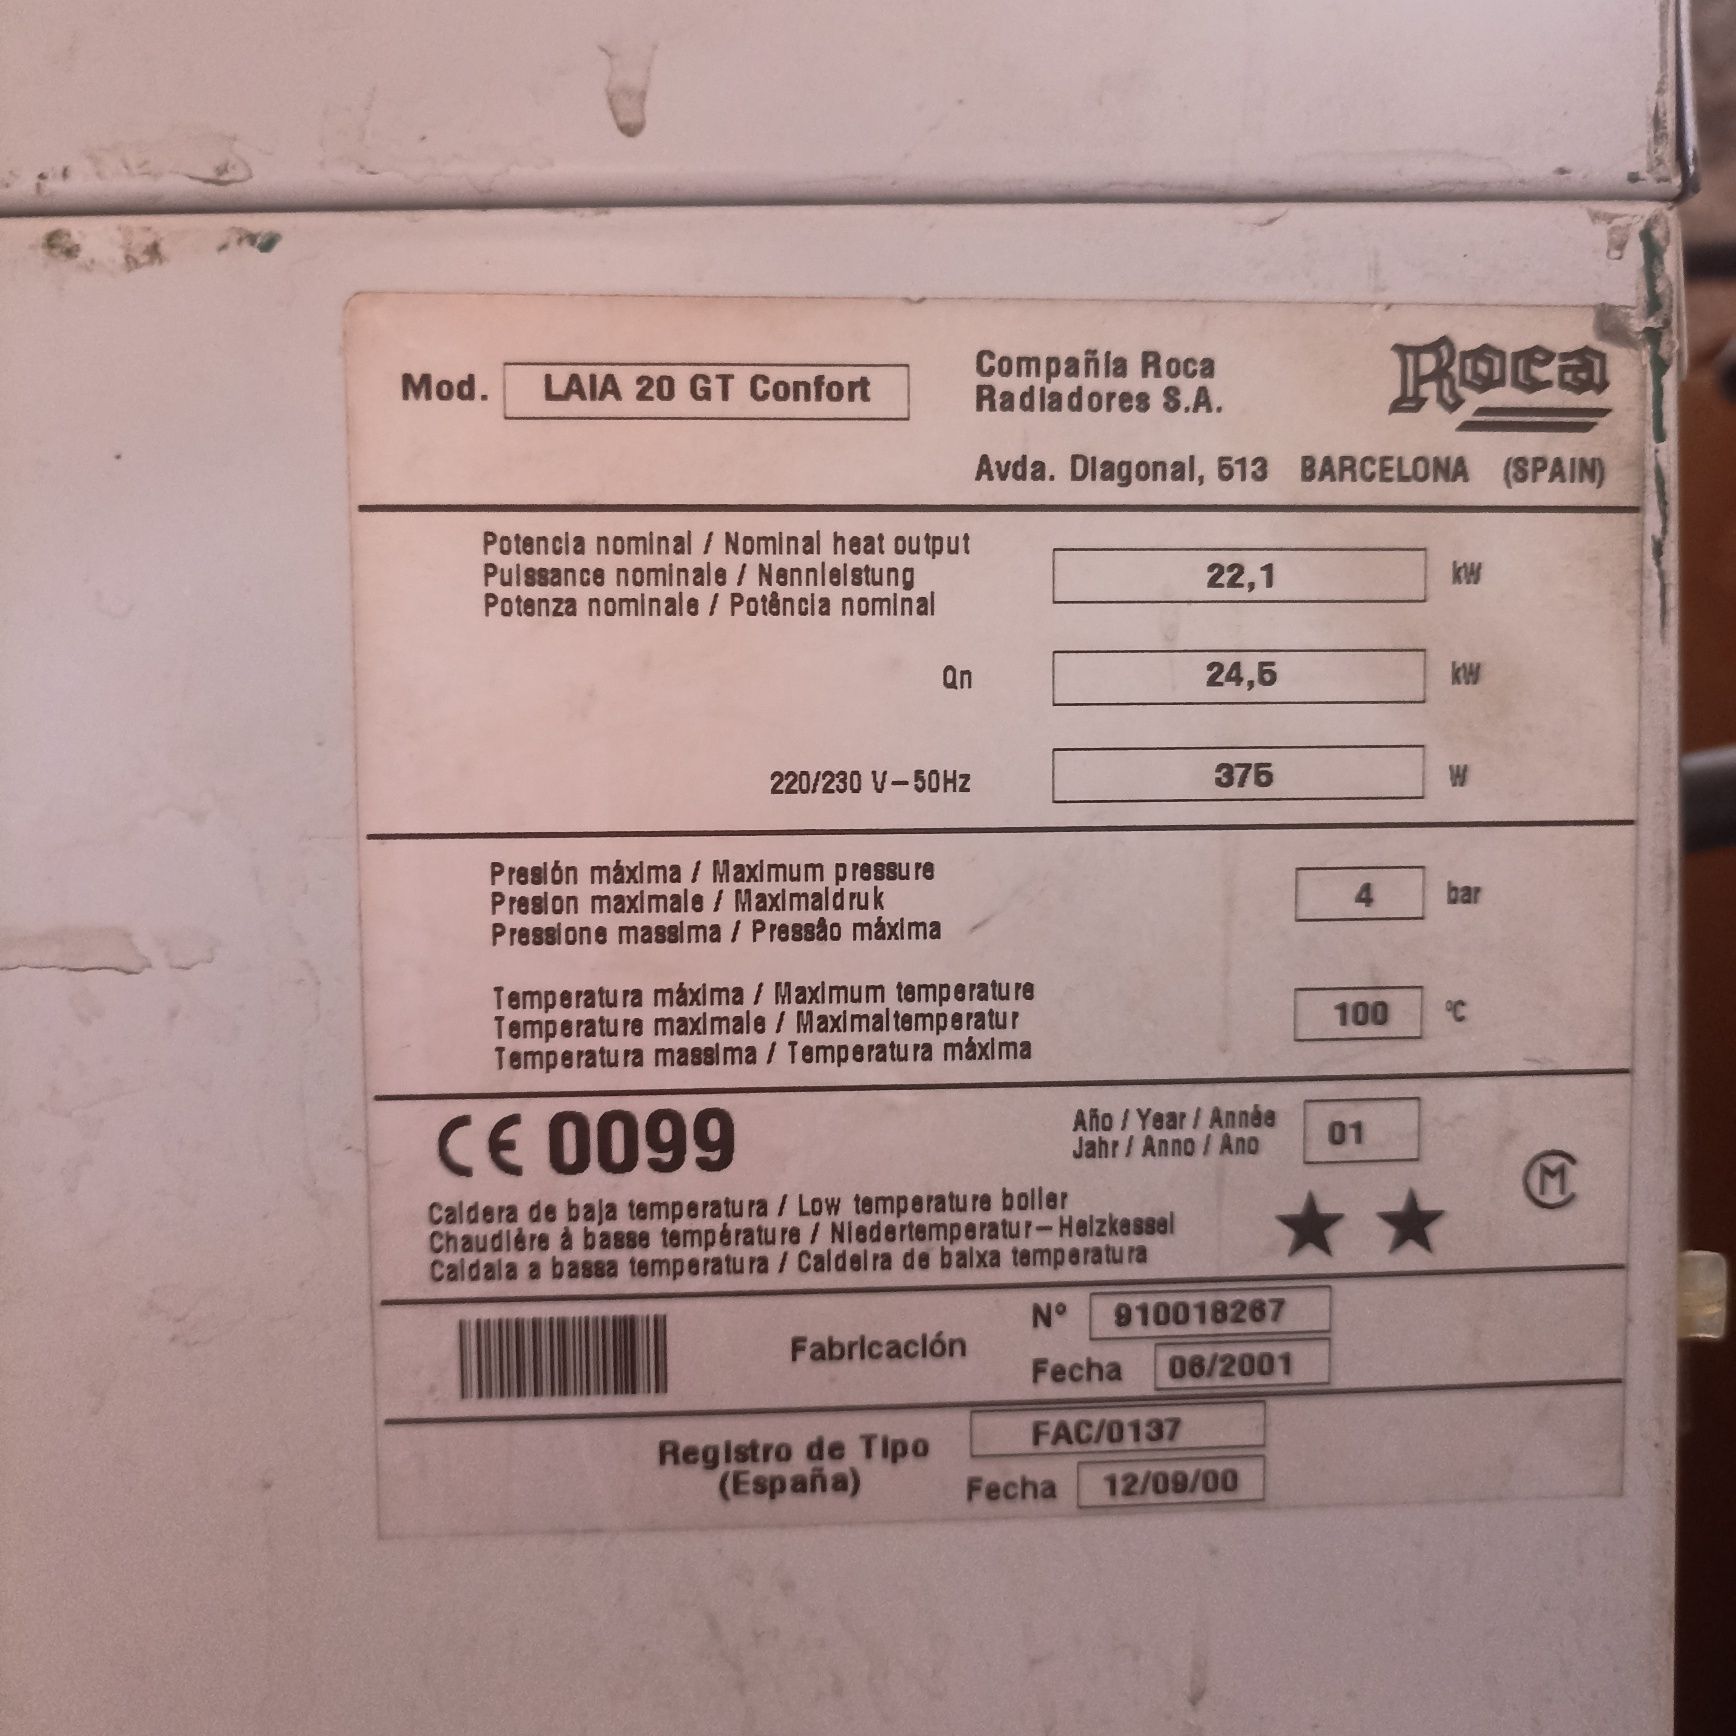 Mod. LAIA 20 GT Confort
Compañía Roca
Radiadores S.A.
Roca
Avda. Diagonal, 513 BARCELONA (SPAIN)
Potencia nominal / Nominal heat output
Puissance nominale / Nennleistung
Potenza nominale / Potência nominal
22,1 kW
Qn 24,5 kW
220/230 V–50Hz 375 W
Presión máxima / Maximum pressure
Presion maximale / Maximaldruk
Pressione massima / Pressâo máxima
4 bar
Temperatura máxima / Maximum temperature
Temperature maximale / Maximaltemperatur
Temperatura massima / Temperatura máxima
100 ºC
CE 0099
Año / Year / Année
Jahr / Anno / Ano
01
CM
Caldera de baja temperatura / Low temperature boiler
Chaudière à basse température / Niedertemperatur–Heizkessel
Caldaia a bassa temperatura / Caldeira de baixa temperatura
Fabricación
Nº 910018267
Fecha 06/2001
Registro de Tipo
(España)
FAC/0137
Fecha 12/09/00